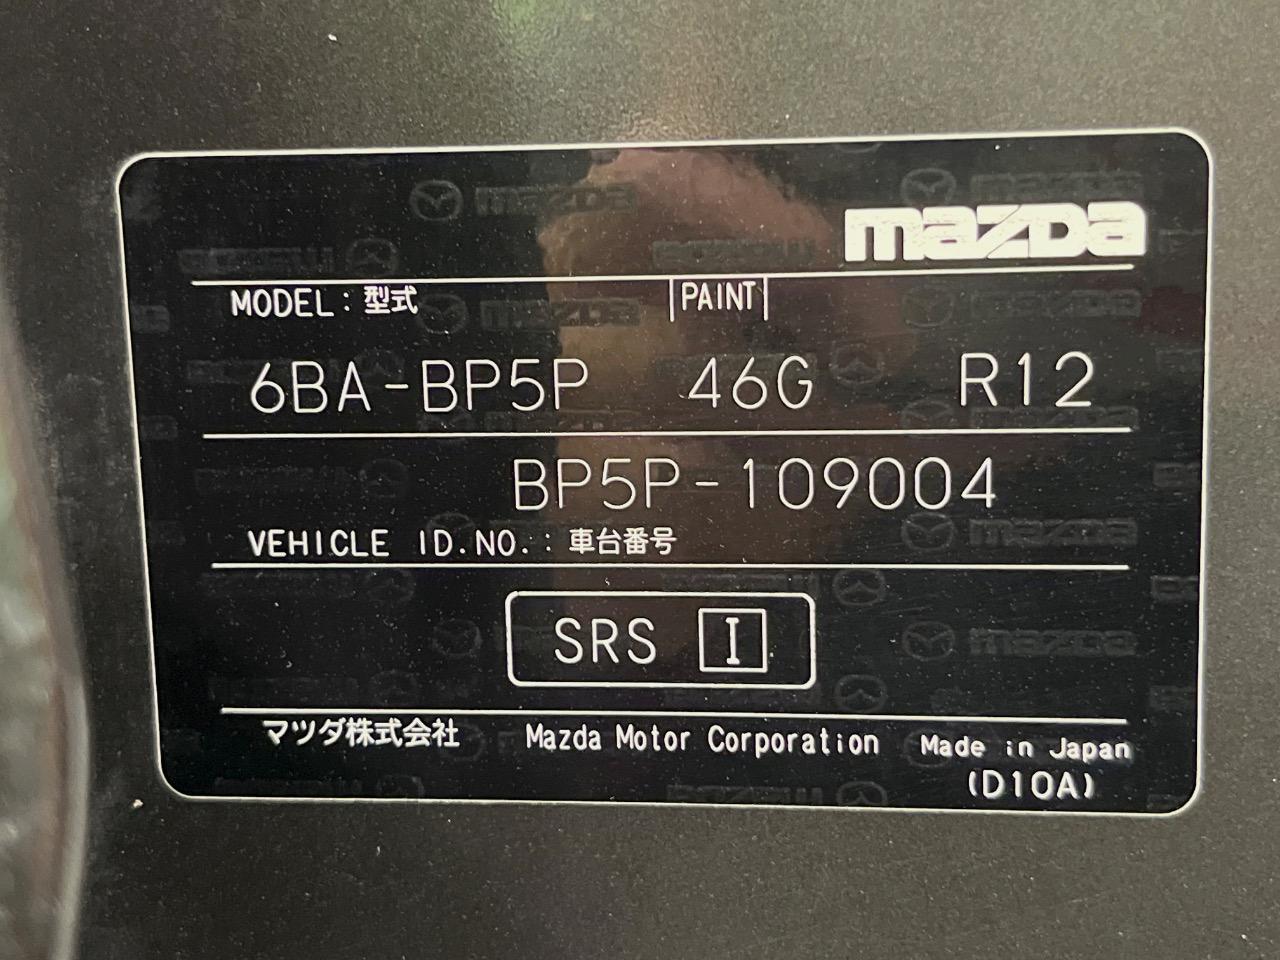 mazda
MODEL: 型式 PAINT
6BA-BP5P 46G R12
BP5P-109004
VEHICLE ID.NO.: 車台番号
SRS I
マツダ株式会社 Mazda Motor Corporation Made in Japan
(D10A)